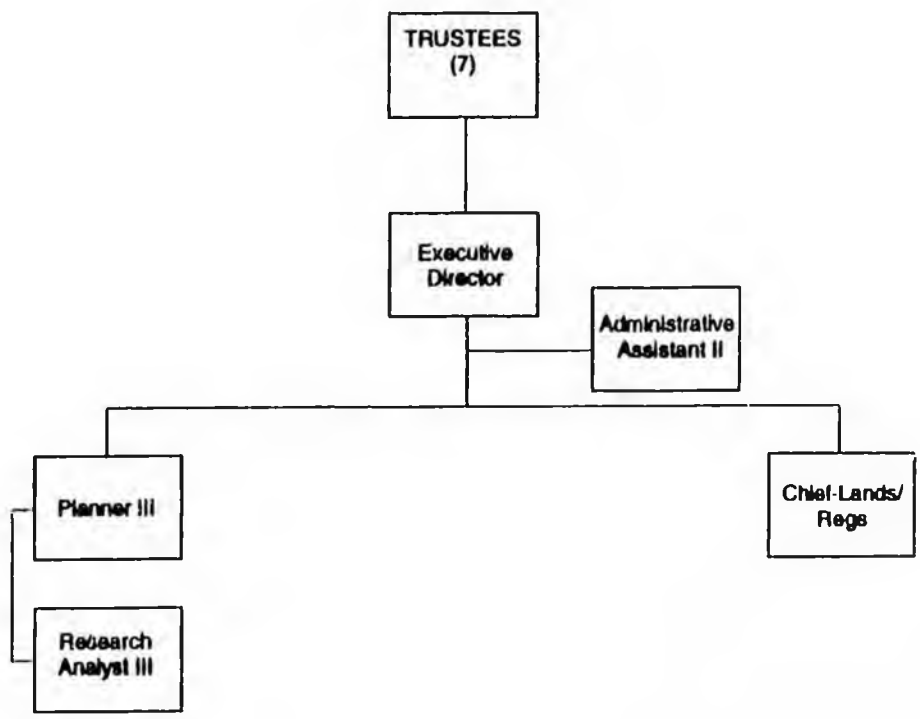 TRUSTEES
(7)
Executive
Director
Administrative
Assistant II
Planner III
Chief-Lands/
Regs
Research
Analyst III